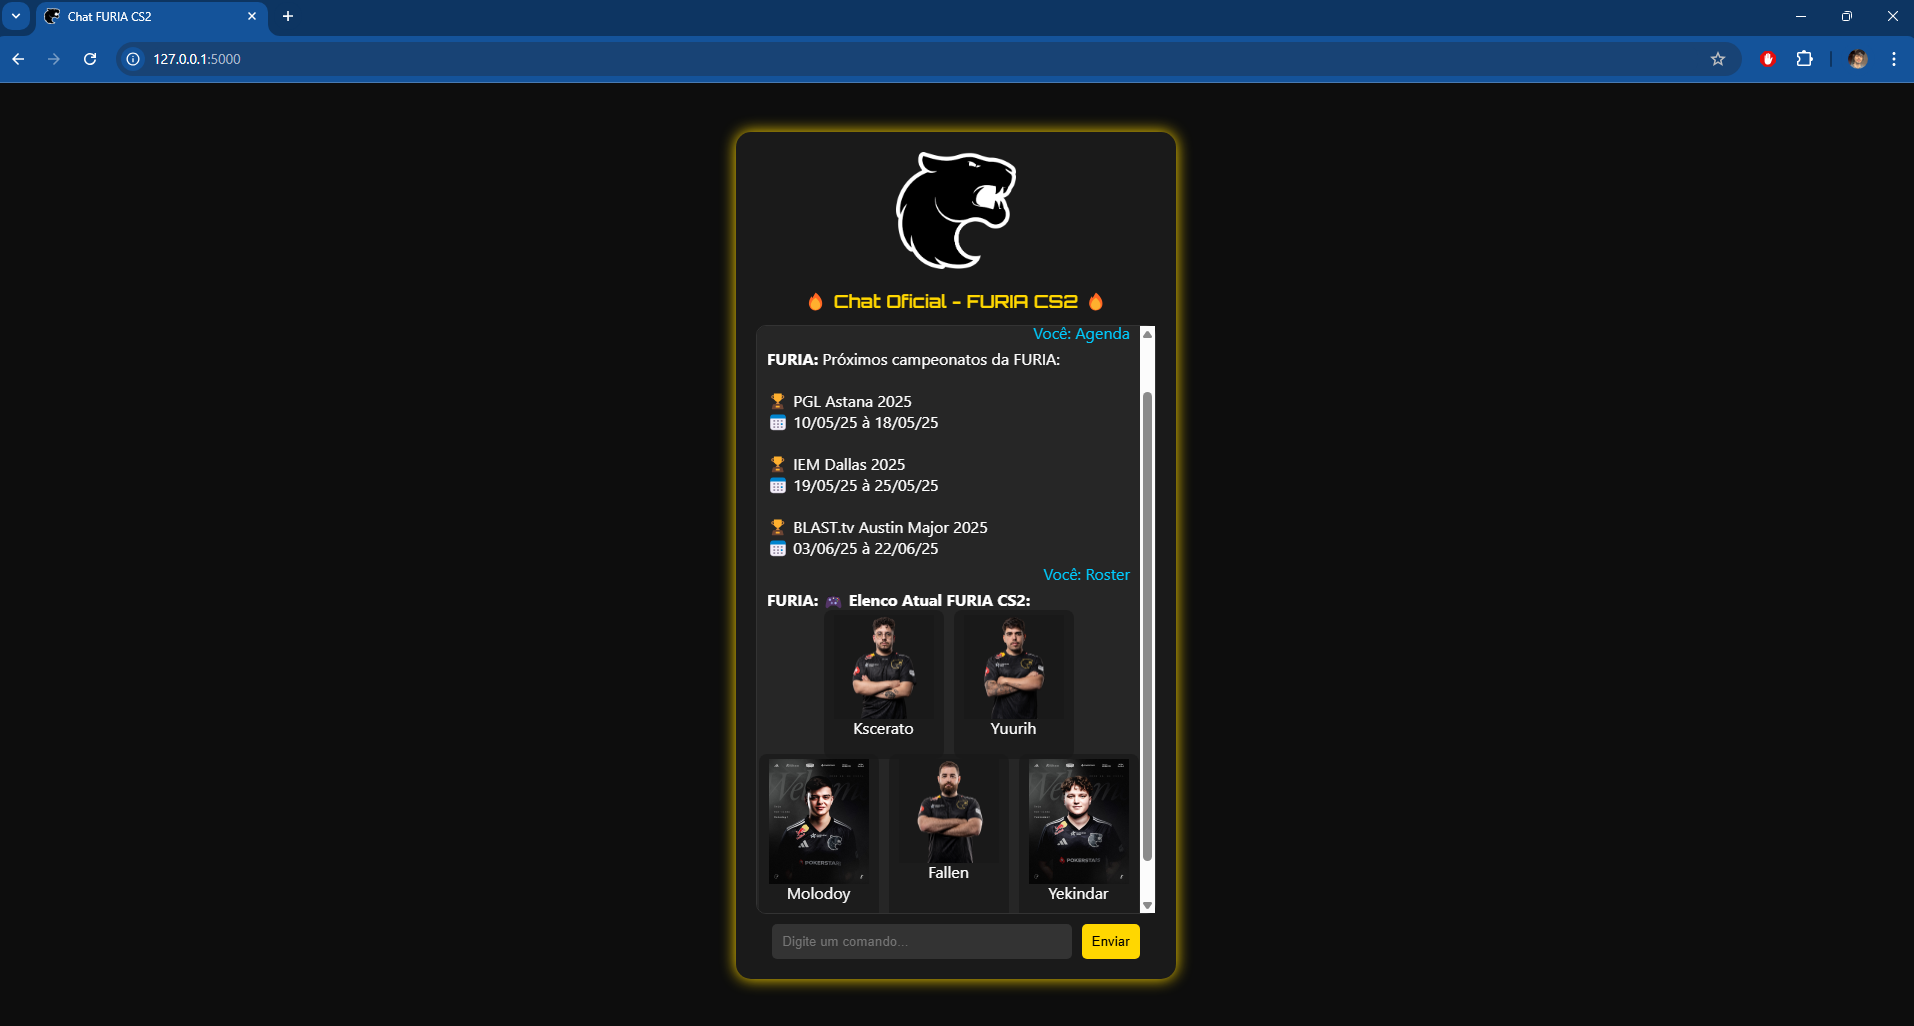 Chat FURIA CS2
127.0.0.1:5000
🔥 Chat Oficial - FURIA CS2 🔥
Você: Agenda
FURIA: Próximos campeonatos da FURIA:
🏆 PGL Astana 2025
📅 10/05/25 à 18/05/25
🏆 IEM Dallas 2025
📅 19/05/25 à 25/05/25
🏆 BLAST.tv Austin Major 2025
📅 03/06/25 à 22/06/25
Você: Roster
FURIA: 🎮 Elenco Atual FURIA CS2:
Kscerato
Yuurih
POKERSTARS
POKERSTARS
Molodoy
Fallen
Yekindar
Digite um comando...
Enviar